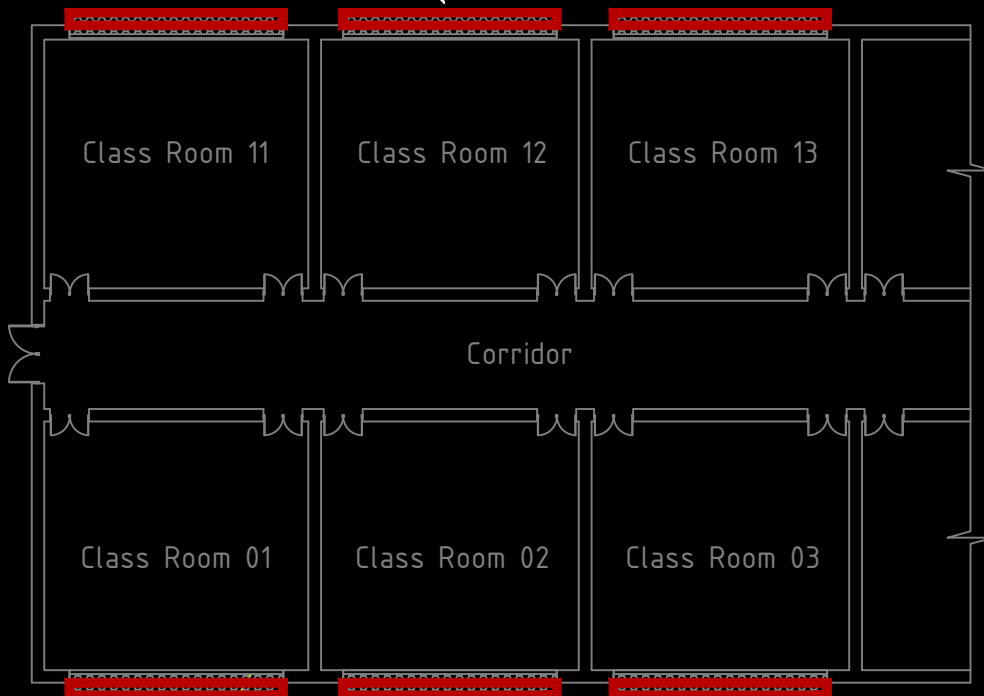 Class Room 11
Class Room 12
Class Room 13
Corridor
Class Room 01
Class Room 02
Class Room 03